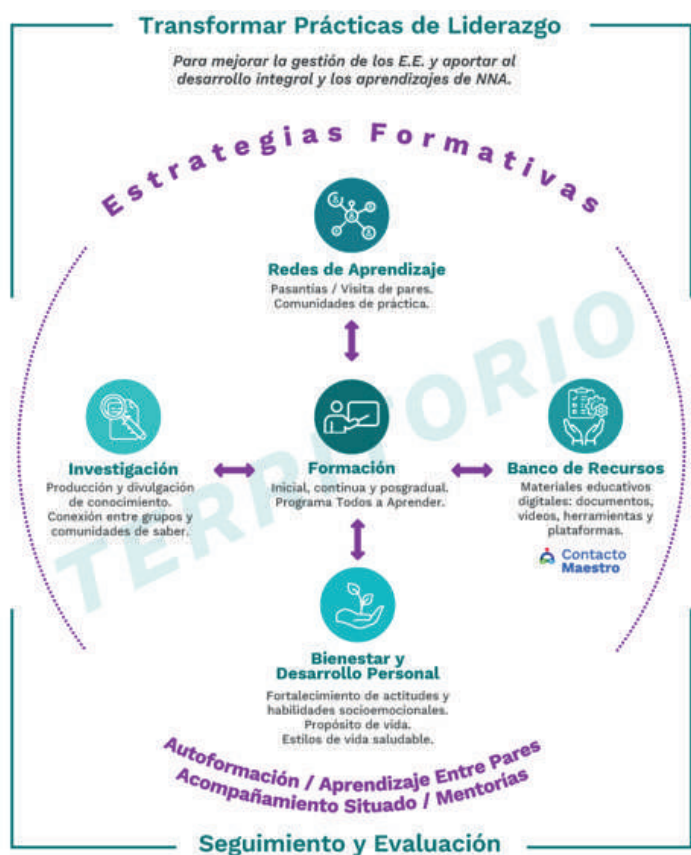 Transformar Prácticas de Liderazgo
Para mejorar la gestión de los E.E. y aportar al
desarrollo integral y los aprendizajes de NNA.
Estrategias Formativas
Redes de Aprendizaje
Pasantías / Visita de pares.
Comunidades de práctica.
TERRITORIO
Investigación
Producción y divulgación
de conocimiento.
Conexión entre grupos y
comunidades de saber.
Formación
Inicial, continua y posgradual.
Programa Todos a Aprender.
Banco de Recursos
Materiales educativos
digitales: documentos,
videos, herramientas y
plataformas.
Contacto
Maestro
Bienestar y
Desarrollo Personal
Fortalecimiento de actitudes y
habilidades socioemocionales.
Propósito de vida.
Estilos de vida saludable.
Autoformación / Aprendizaje Entre Pares
Acompañamiento Situado / Mentorías
Seguimiento y Evaluación